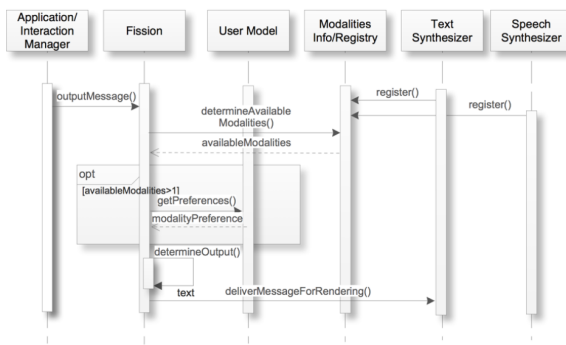 Application/
Interaction
Manager
Fission
User Model
Modalities
Info/Registry
Text
Synthesizer
Speech
Synthesizer
outputMessage()
register()
register()
determineAvailable
Modalities()
availableModalities
opt
[availableModalities>1]
getPreferences()
modalityPreference
determineOutput()
text
deliverMessageForRendering()